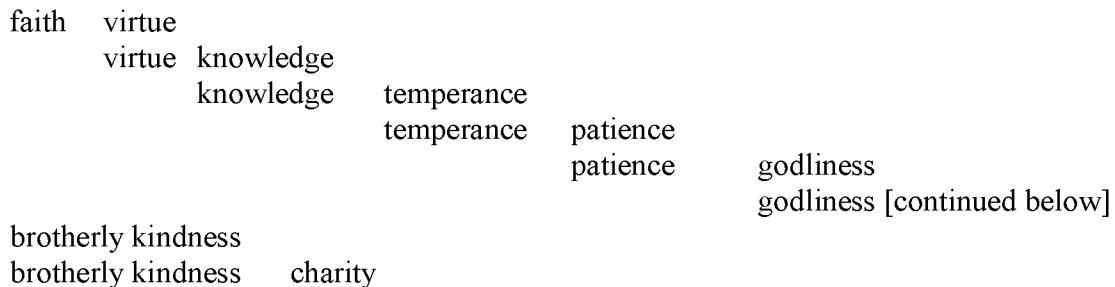 faith virtue
virtue knowledge
knowledge temperance
temperance patience
patience godliness
godliness [continued below]
brotherly kindness
brotherly kindness charity